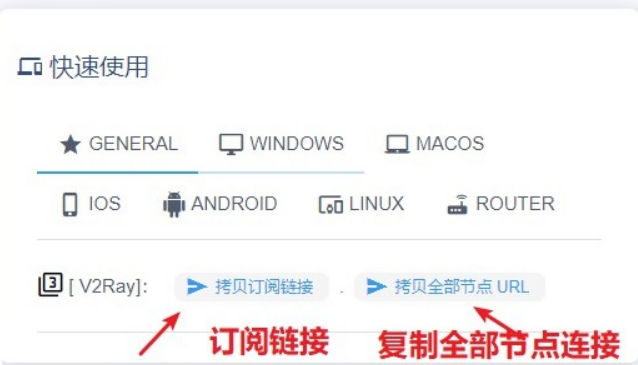 快速使用
GENERAL WINDOWS MACOS
IOS ANDROID LINUX ROUTER
3 [ V2Ray]: 拷贝订阅链接 . 拷贝全部节点 URL
订阅链接 复制全部节点连接